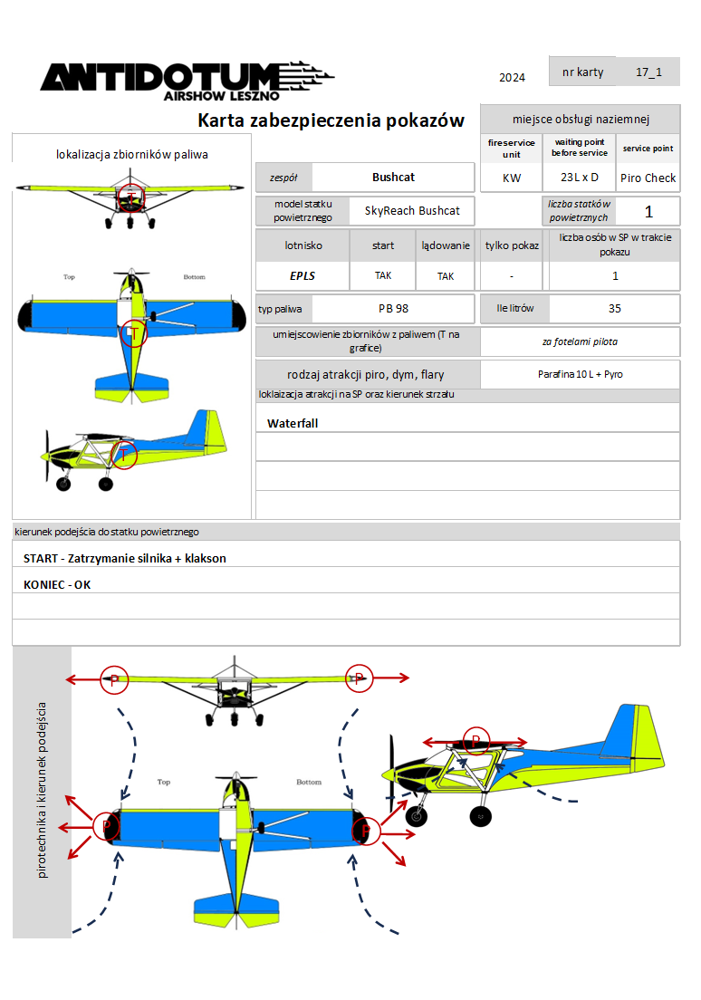 ANTIDOTUM
AIRSHOW LESZNO
2024
nr karty
17_1
Karta zabezpieczenia pokazów
miejsce obsługi naziemnej
lokalizacja zbiorników paliwa
fireservice unit
waiting point before service
service point
zespół
Bushcat
KW
23L x D
Piro Check
model statku powietrznego
SkyReach Bushcat
liczba statków powietrznych
1
lotnisko
start
lądowanie
tylko pokaz
liczba osób w SP w trakcie pokazu
EPLS
TAK
TAK
-
1
typ paliwa
PB 98
Ile litrów
35
umiejscowienie zbiorników z paliwem (T na grafice)
za fotelami pilota
rodzaj atrakcji piro, dym, flary
Parafina 10 L + Pyro
loklaizacja atrakcji na SP oraz kierunek strzału
Waterfall
T
Top
Bottom
T
T
kierunek podejścia do statku powietrznego
START - Zatrzymanie silnika + klakson
KONIEC - OK
pirotechnika i kierunek podejścia
P
P
P
Top
Bottom
P
P